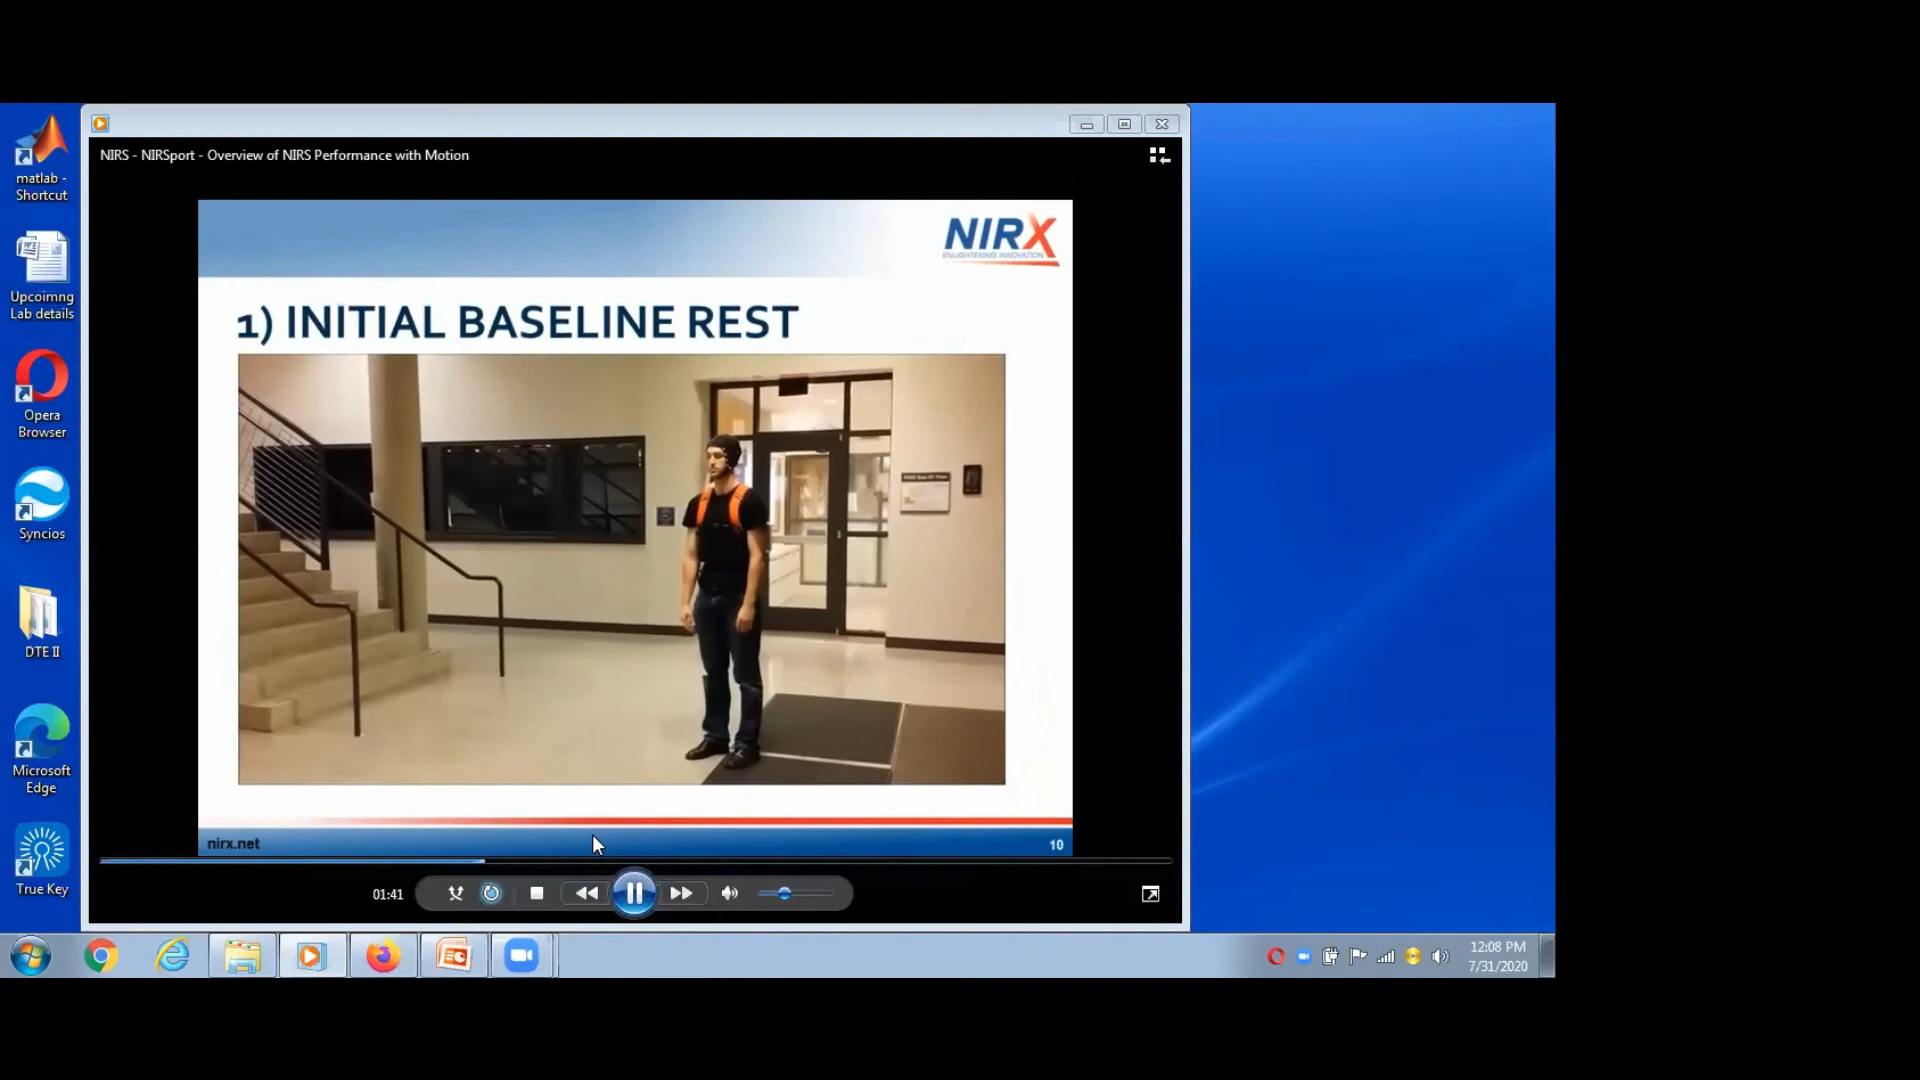 matlab -
Shortcut
Upcoimng
Lab details
Opera
Browser
Syncios
DTE II
Microsoft
Edge
True Key
NIRS - NIRSport - Overview of NIRS Performance with Motion
NIRX
ENLIGHTENING INNOVATION
1) INITIAL BASELINE REST
nirx.net
10
01:41
12:08 PM
7/31/2020